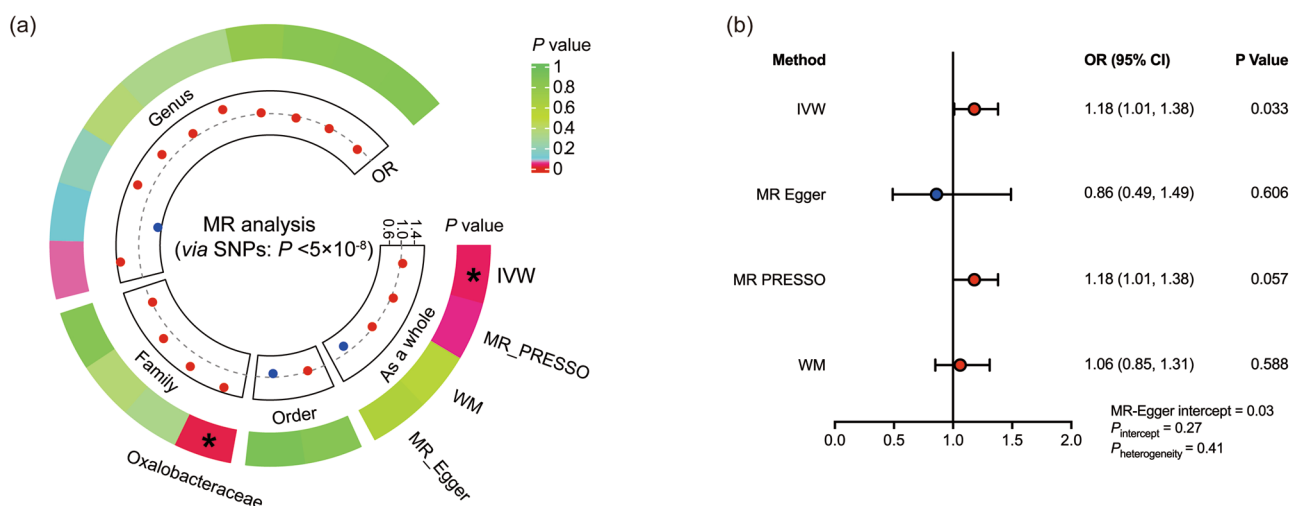 (a)
P value
1
0.8
0.6
0.4
0.2
0
Genus
OR
MR analysis
(via SNPs: P <5×10⁻⁸)
0.6
1.0
1.4
P value
IVW
MR_PRESSO
WM
MR_Egger
As a whole
Order
Family
Oxalobacteraceae
*
*
(b)
Method OR (95% CI) P Value
IVW 1.18 (1.01, 1.38) 0.033
MR Egger 0.86 (0.49, 1.49) 0.606
MR PRESSO 1.18 (1.01, 1.38) 0.057
WM 1.06 (0.85, 1.31) 0.588
0.0 0.5 1.0 1.5 2.0
MR-Egger intercept = 0.03
Pintercept = 0.27
Pheterogeneity = 0.41